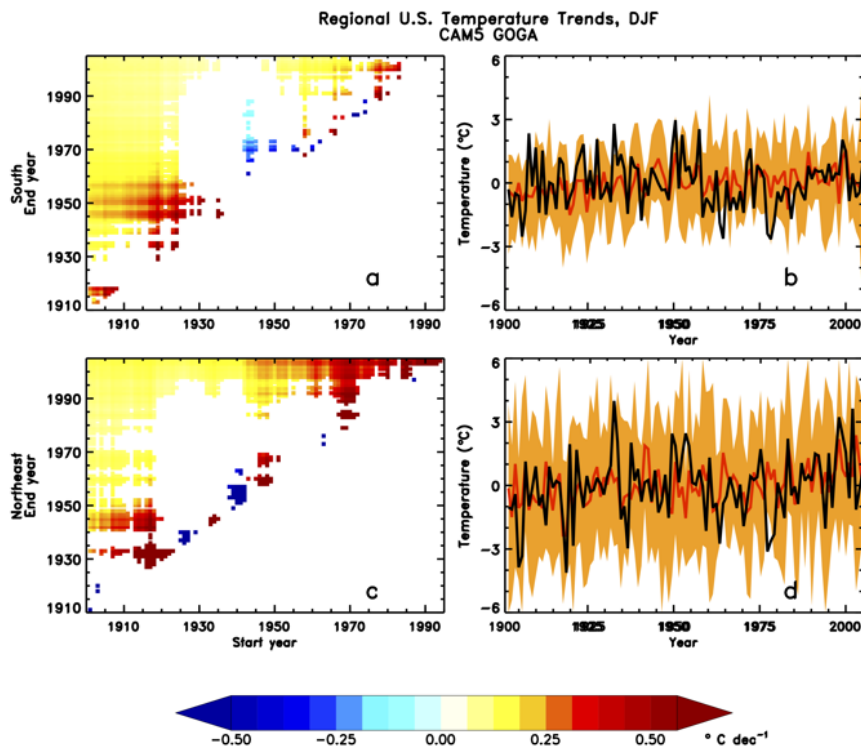 Regional U.S. Temperature Trends, DJF
CAM5 GOGA
South
End year
1990
1970
1950
1930
1910
1910 1930 1950 1970 1990
a
Temperature (°C)
6
3
0
-3
-6
1900 1925 1950 1975 2000
Year
b
Northeast
End year
1990
1970
1950
1930
1910
1910 1930 1950 1970 1990
Start year
c
Temperature (°C)
6
3
0
-3
-6
1900 1925 1950 1975 2000
Year
d
-0.50 -0.25 0.00 0.25 0.50 °C dec⁻¹